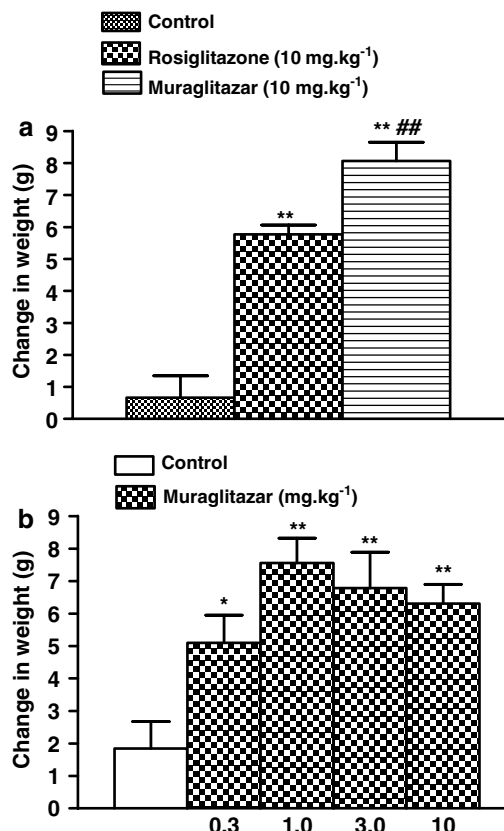 Control
Rosiglitazone (10 mg.kg⁻¹)
Muraglitazar (10 mg.kg⁻¹)
a
Change in weight (g)
9
8
7
6
5
4
3
2
1
0
**
** ##
Control
Muraglitazar (mg.kg⁻¹)
b
Change in weight (g)
9
8
7
6
5
4
3
2
1
0
*
**
**
**
0.3 1.0 3.0 10